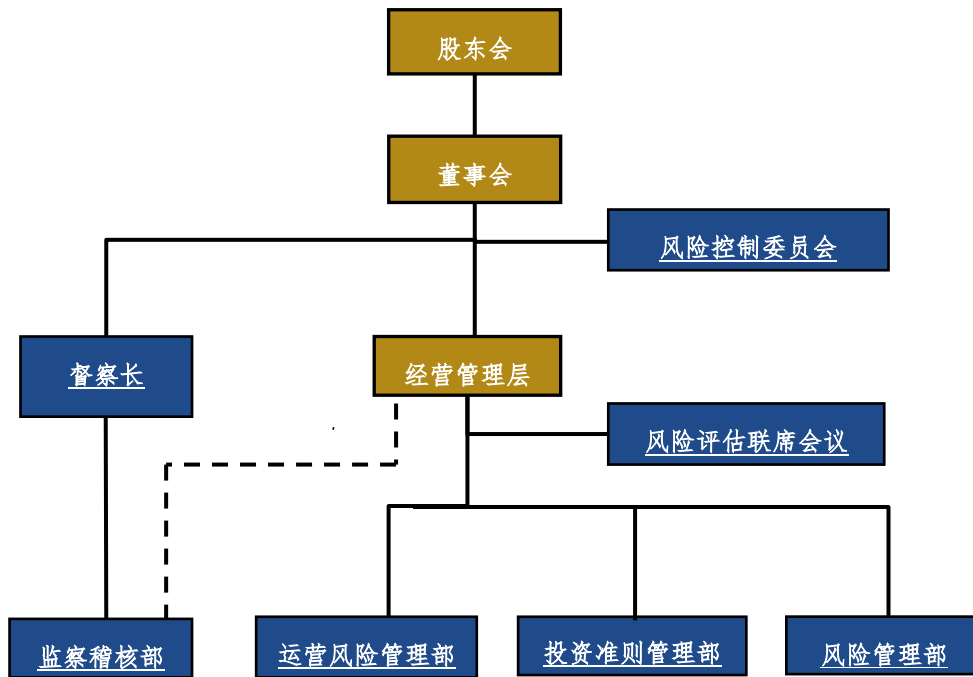 股东会
董事会
风险控制委员会
督察长
经营管理层
风险评估联席会议
监察稽核部
运营风险管理部
投资准则管理部
风险管理部